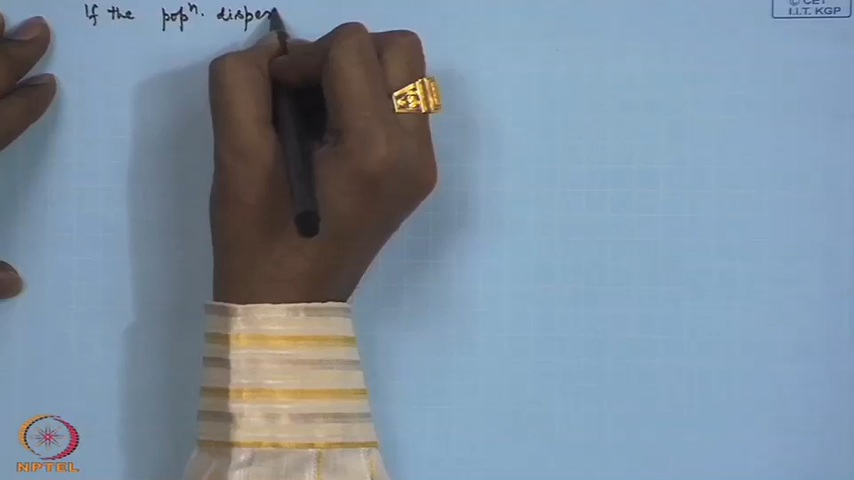 If the popⁿ. disper
© CET
I.I.T. KGP
NPTEL